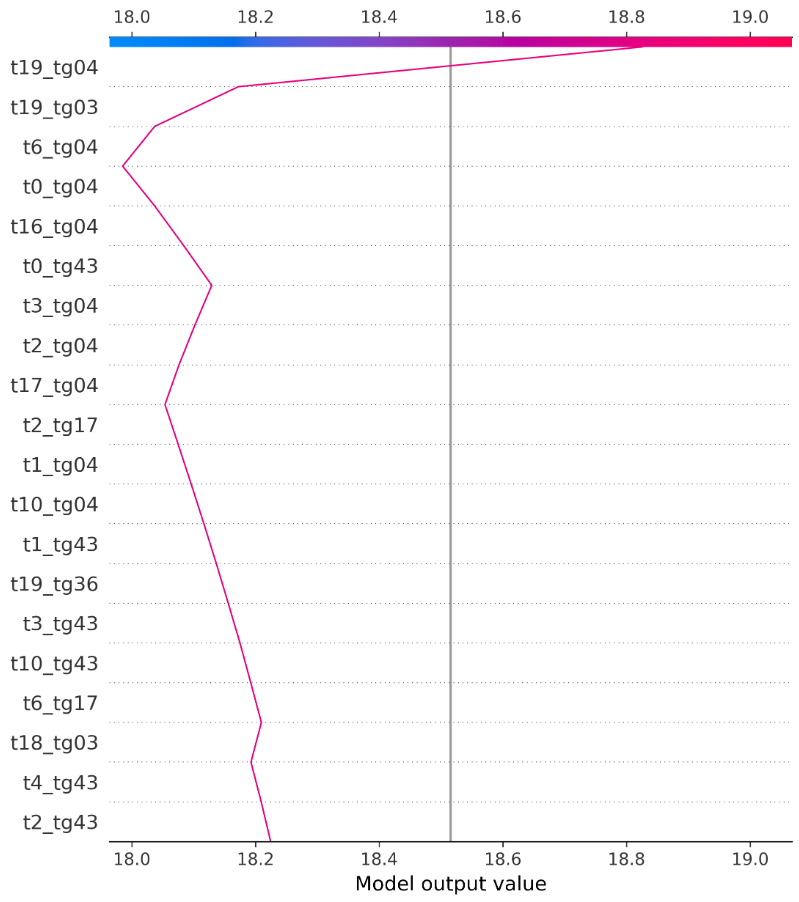 18.0 18.2 18.4 18.6 18.8 19.0
t19_tg04
t19_tg03
t6_tg04
t0_tg04
t16_tg04
t0_tg43
t3_tg04
t2_tg04
t17_tg04
t2_tg17
t1_tg04
t10_tg04
t1_tg43
t19_tg36
t3_tg43
t10_tg43
t6_tg17
t18_tg03
t4_tg43
t2_tg43
18.0 18.2 18.4 18.6 18.8 19.0
Model output value